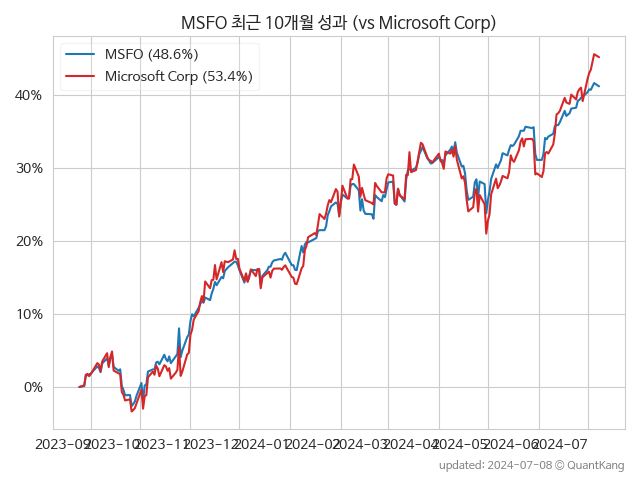 MSFO 최근 10개월 성과 (vs Microsoft Corp)
MSFO (48.6%)
Microsoft Corp (53.4%)
40%
30%
20%
10%
0%
2023-09 2023-10 2023-11 2023-12 2024-01 2024-02 2024-03 2024-04 2024-05 2024-06 2024-07
updated: 2024-07-08 © QuantKang